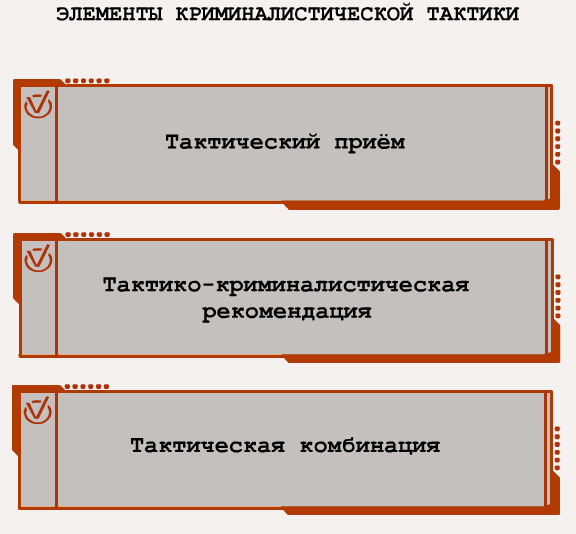 ЭЛЕМЕНТЫ КРИМИНАЛИСТИЧЕСКОЙ ТАКТИКИ
Тактический приём
Тактико-криминалистическая
рекомендация
Тактическая комбинация